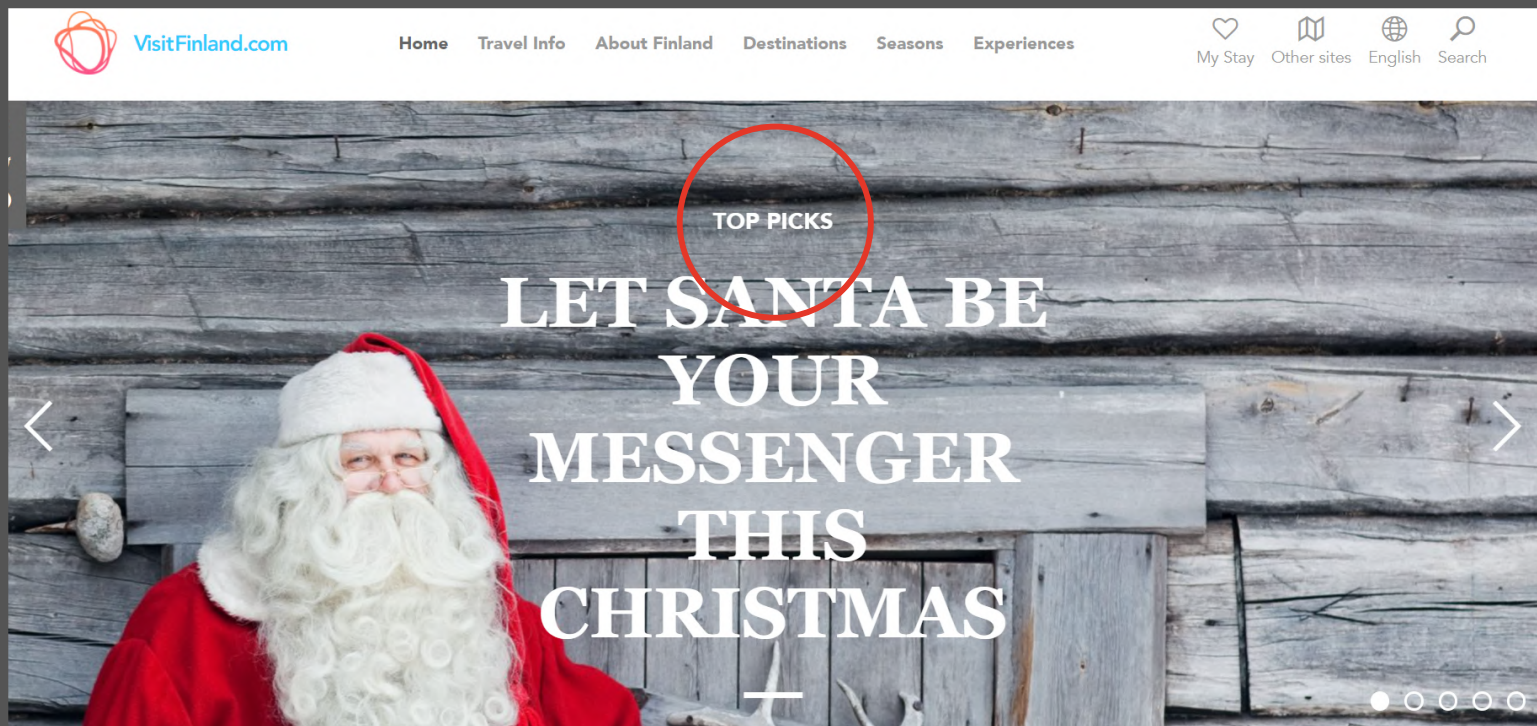 VisitFinland.com
Home Travel Info About Finland Destinations Seasons Experiences
My Stay Other sites English Search
TOP PICKS
LET SANTA BE
YOUR
MESSENGER
THIS
CHRISTMAS